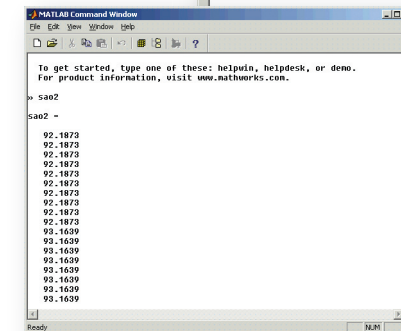 MATLAB Command Window
File Edit View Window Help
To get started, type one of these: helpwin, helpdesk, or demo.
For product information, visit www.mathworks.com.
» sao2
sao2 =
92.1873
92.1873
92.1873
92.1873
92.1873
92.1873
92.1873
92.1873
92.1873
92.1873
93.1639
93.1639
93.1639
93.1639
93.1639
93.1639
93.1639
93.1639
Ready NUM